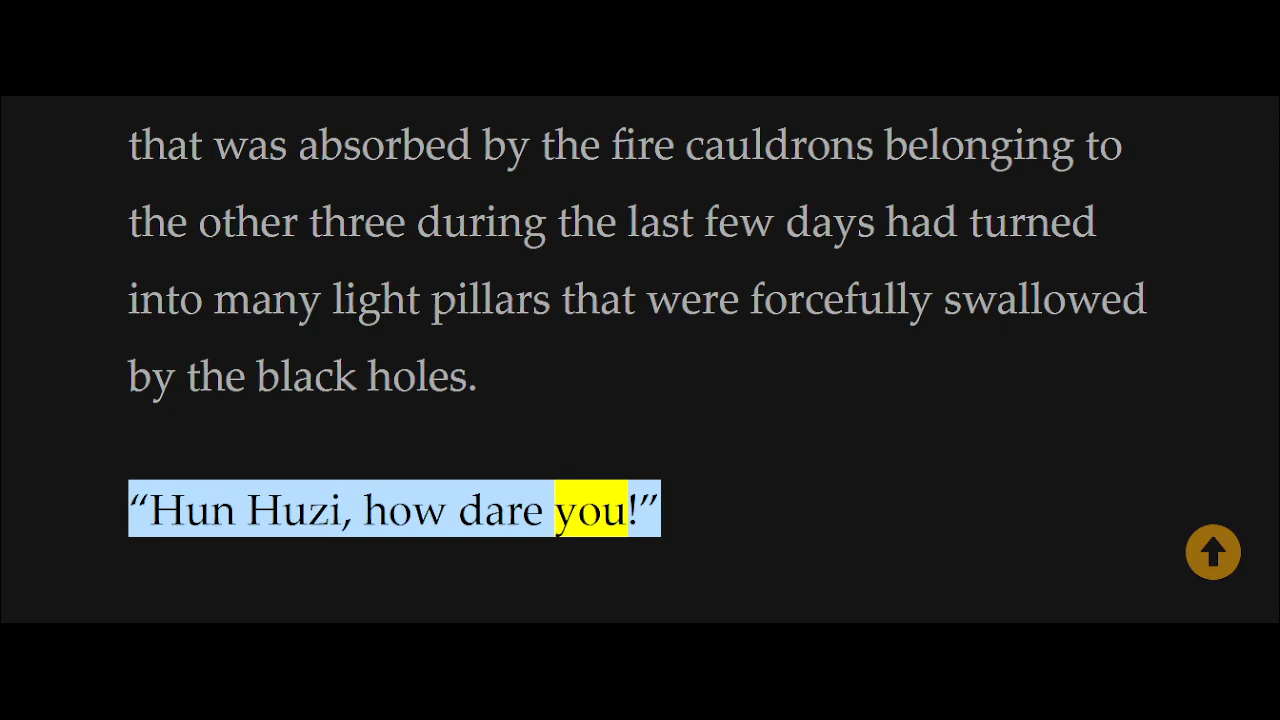 that was absorbed by the fire cauldrons belonging to
the other three during the last few days had turned
into many light pillars that were forcefully swallowed
by the black holes.
“Hun Huzi, how dare you!”